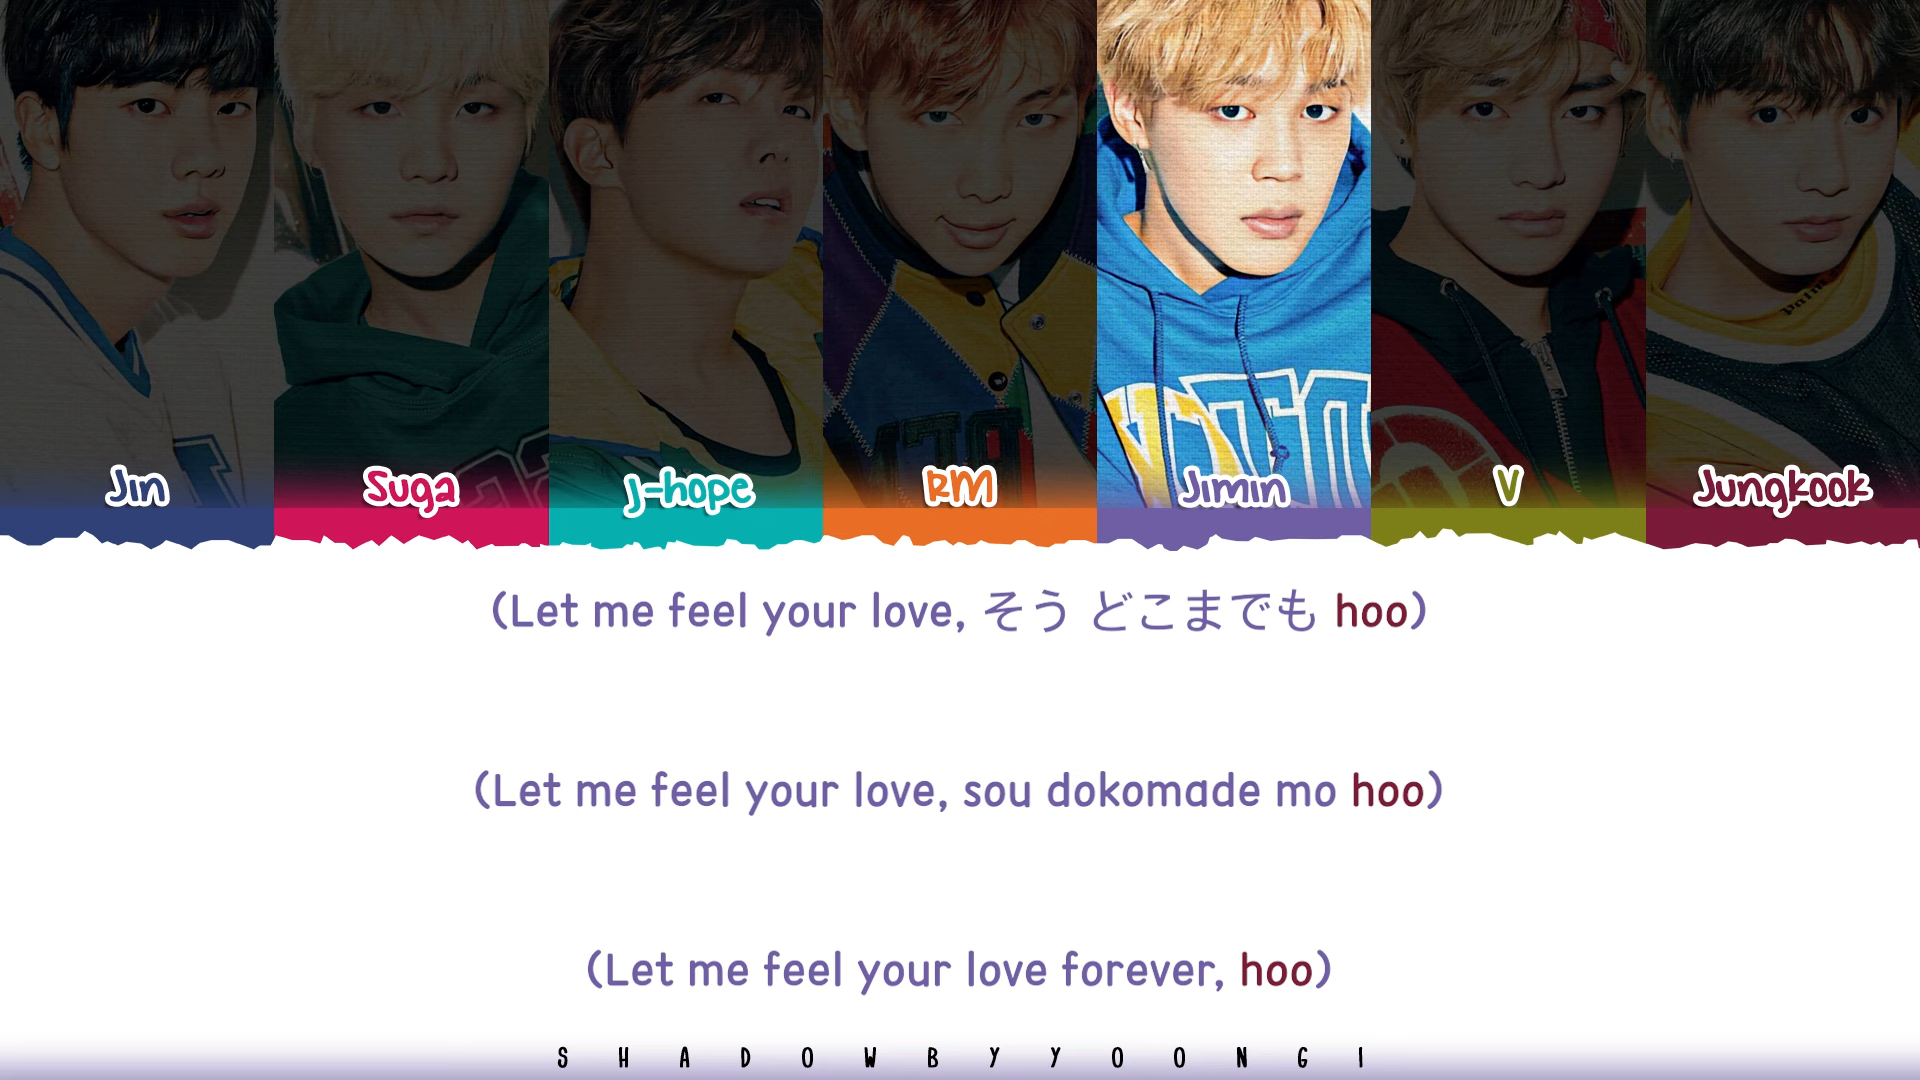 Jin
Suga
J-hope
RM
Jimin
V
Jungkook
(Let me feel your love, そう どこまでも hoo)
(Let me feel your love, sou dokomade mo hoo)
(Let me feel your love forever, hoo)
SHADOWBYYOONGI